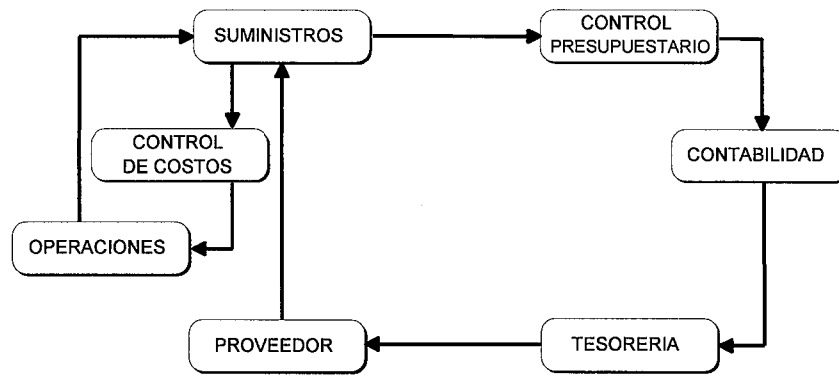 SUMINISTROS
CONTROL
PRESUPUESTARIO
CONTROL
DE COSTOS
CONTABILIDAD
OPERACIONES
PROVEEDOR
TESORERIA